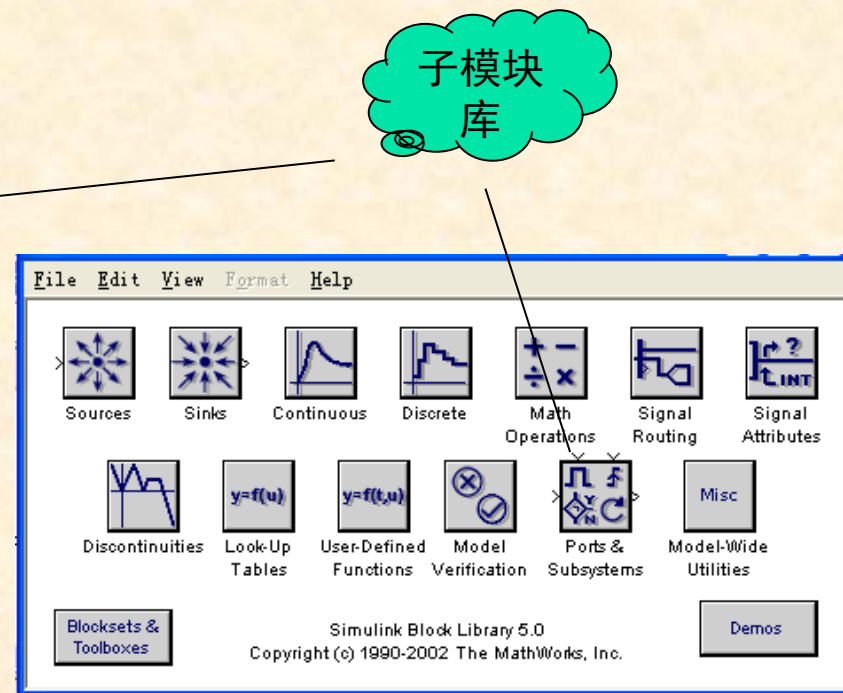 子模块
库
File Edit View Format Help
Sources Sinks Continuous Discrete Math Operations Signal Routing Signal Attributes
y=f(u) y=f(t,u) Misc
Discontinuities Look-Up Tables User-Defined Functions Model Verification Ports & Subsystems Model-Wide Utilities
? INT
Y N
Blocksets & Toolboxes
Simulink Block Library 5.0
Copyright (c) 1990-2002 The MathWorks, Inc.
Demos